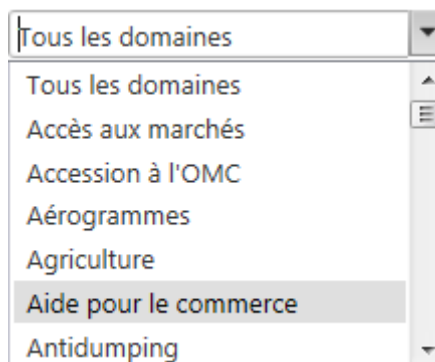 Tous les domaines
Tous les domaines
Accès aux marchés
Accession à l'OMC
Aérogrammes
Agriculture
Aide pour le commerce
Antidumping